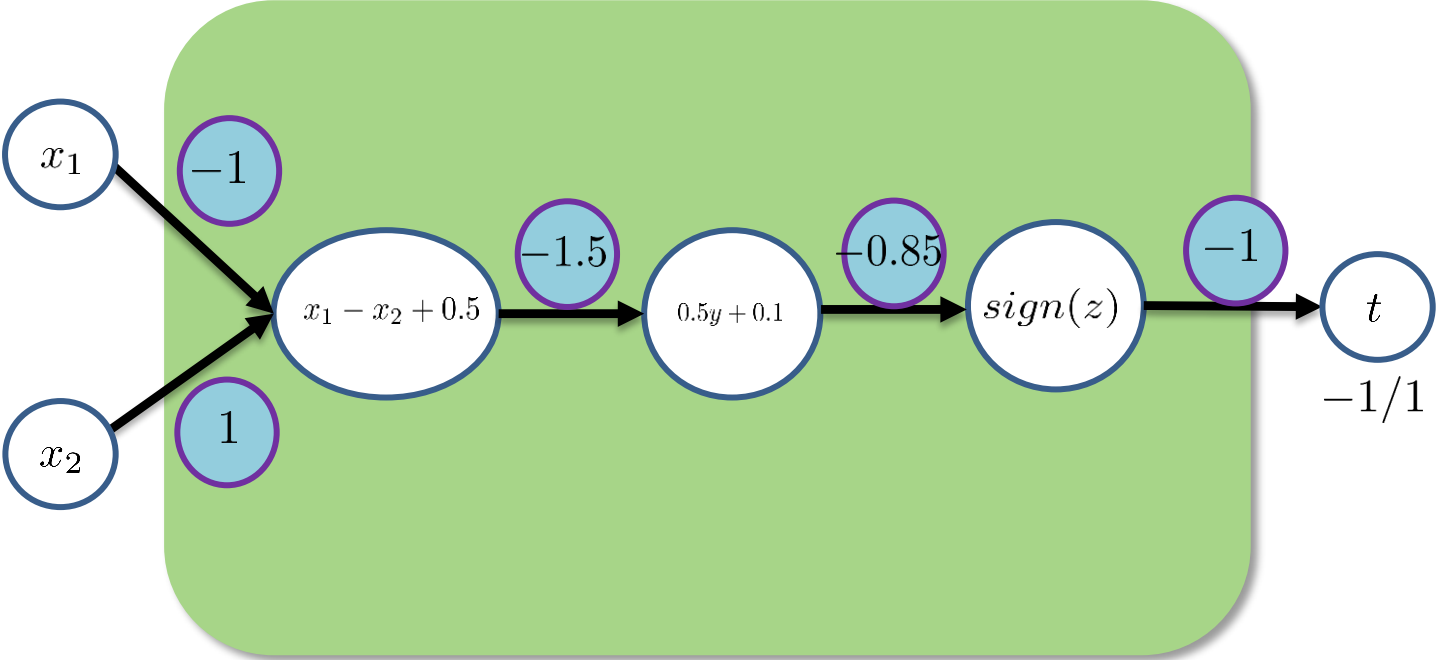 x₁
−1
x₂
1
x₁ − x₂ + 0.5
−1.5
0.5y + 0.1
−0.85
sign(z)
−1
t
−1/1